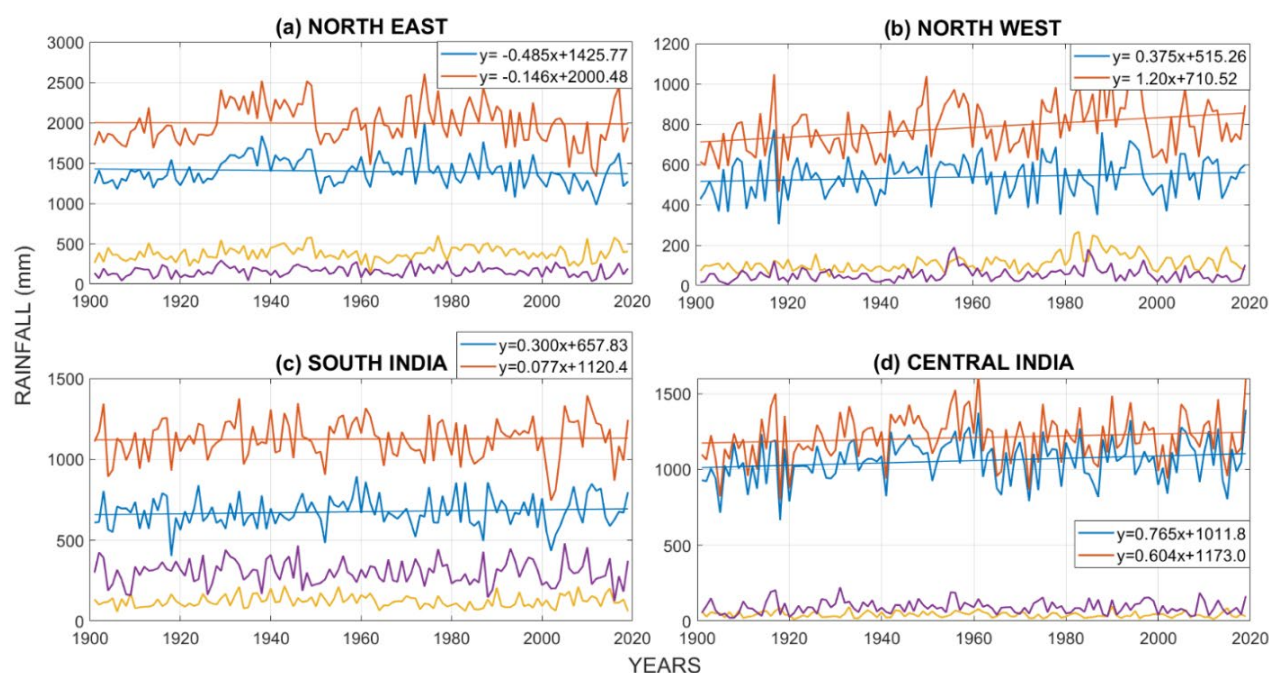 (a) NORTH EAST
y= -0.485x+1425.77
y= -0.146x+2000.48
3000
2500
2000
1500
1000
500
0
1900 1920 1940 1960 1980 2000 2020
(b) NORTH WEST
y= 0.375x+515.26
y= 1.20x+710.52
1200
1000
800
600
400
200
0
1900 1920 1940 1960 1980 2000 2020
RAINFALL (mm)
(c) SOUTH INDIA
y=0.300x+657.83
y=0.077x+1120.4
1500
1000
500
0
1900 1920 1940 1960 1980 2000 2020
(d) CENTRAL INDIA
y=0.765x+1011.8
y=0.604x+1173.0
1500
1000
500
0
1900 1920 1940 1960 1980 2000 2020
YEARS